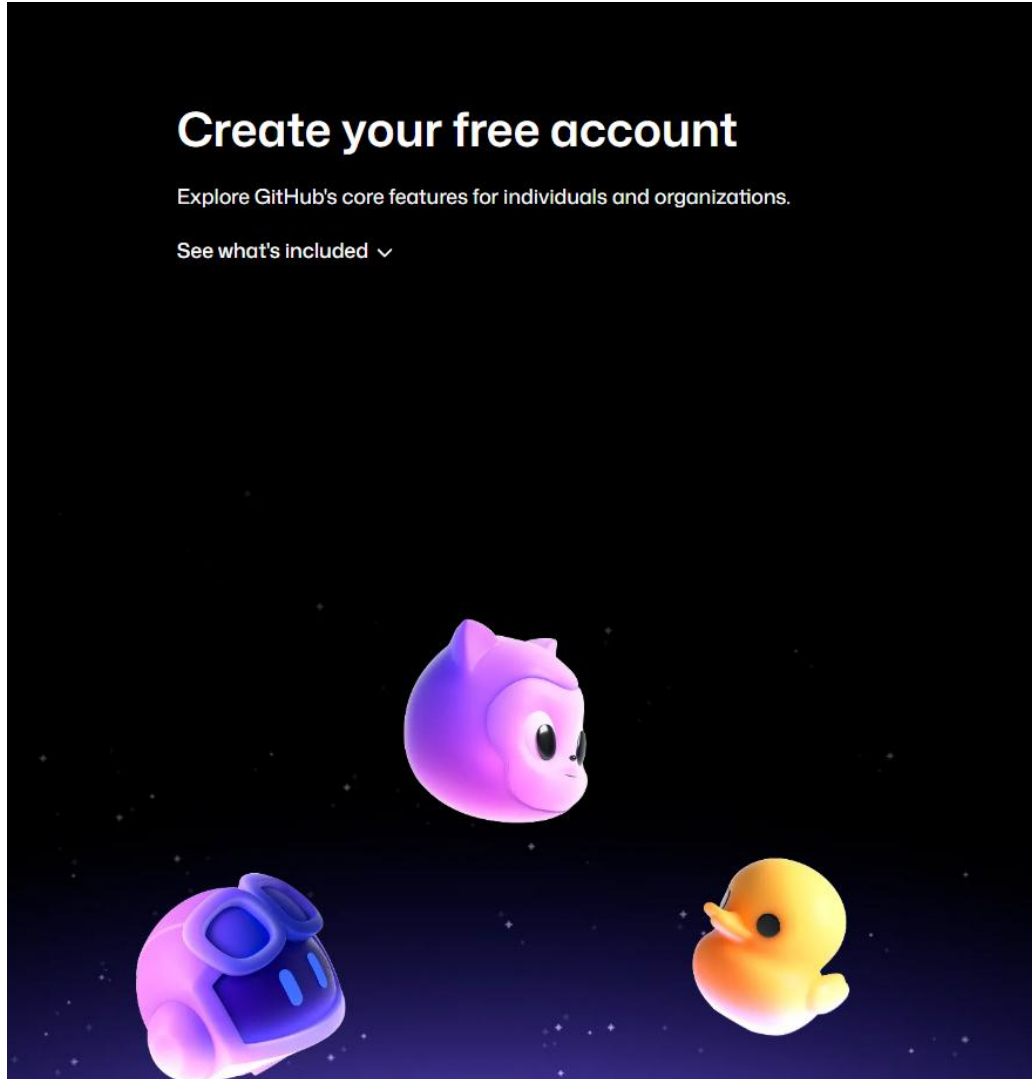 Create your free account
Explore GitHub's core features for individuals and organizations.
See what's included